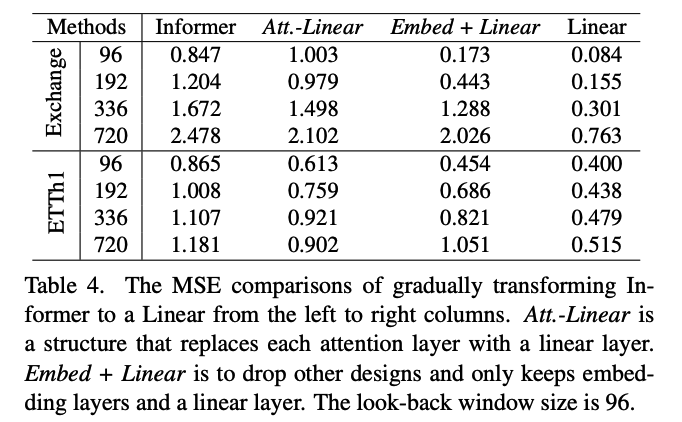 Methods Informer Att.-Linear Embed + Linear Linear
Exchange
96 0.847 1.003 0.173 0.084
192 1.204 0.979 0.443 0.155
336 1.672 1.498 1.288 0.301
720 2.478 2.102 2.026 0.763
ETTh1
96 0.865 0.613 0.454 0.400
192 1.008 0.759 0.686 0.438
336 1.107 0.921 0.821 0.479
720 1.181 0.902 1.051 0.515
Table 4. The MSE comparisons of gradually transforming In-
former to a Linear from the left to right columns. Att.-Linear is
a structure that replaces each attention layer with a linear layer.
Embed + Linear is to drop other designs and only keeps embed-
ding layers and a linear layer. The look-back window size is 96.